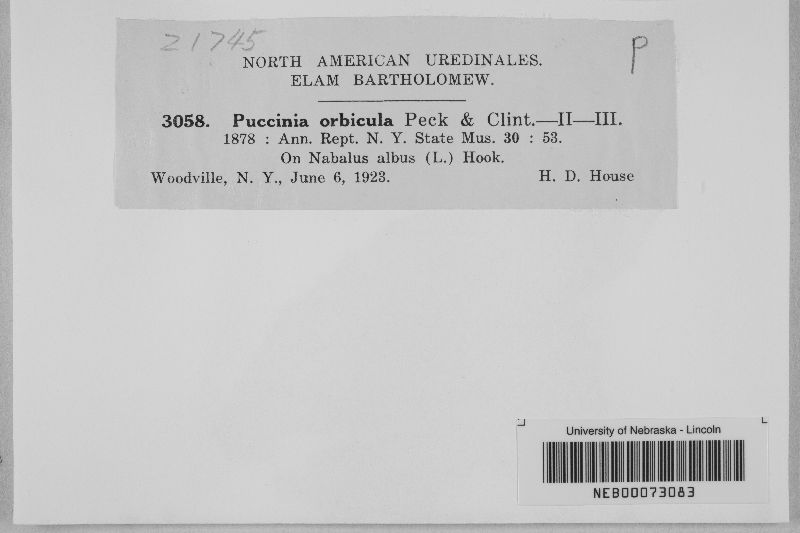 21745
P
NORTH AMERICAN UREDINALES.
ELAM BARTHOLOMEW.
3058. Puccinia orbicula Peck & Clint.—II—III.
1878 : Ann. Rept. N. Y. State Mus. 30 : 53.
On Nabalus albus (L.) Hook.
Woodville, N. Y., June 6, 1923. H. D. House
University of Nebraska - Lincoln
NEB00073083